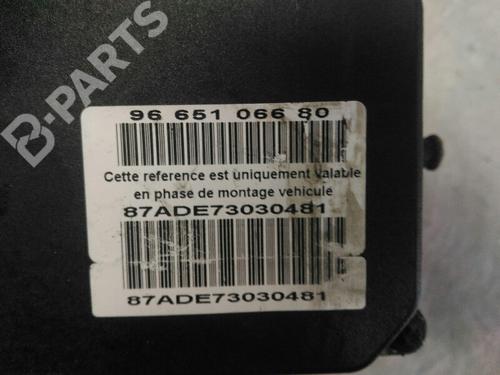 B-PARTS
96 651 066 80
Cette reference est uniquement valable
en phase de montage vehicule
87ADE73030481
87ADE73030481